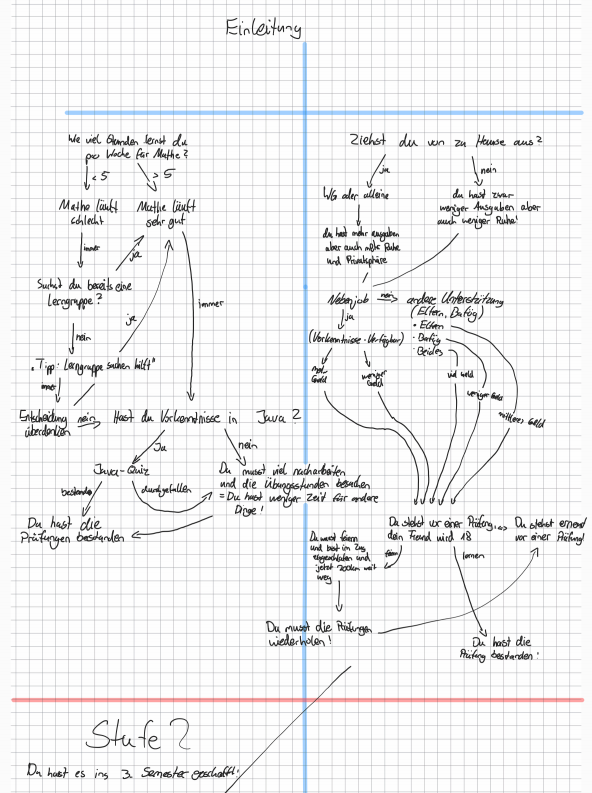 Einleitung
Wie viel Stunden lernst du
pro Woche für Mathe?
< 5
> 5
Mathe läuft
schlecht
Mathe läuft
sehr gut
immer
ja
Suchst du bereits eine
Lerngruppe?
nein
ja
immer
"Tipp: Lerngruppe suchen hilft"
immer
Entscheidung
überdenken
nein
Hast du Vorkenntnisse in Java?
Ja
nein
Java-Quiz
bestanden
durchgefallen
Du musst viel nacharbeiten
und die Übungsstunden besuchen
= Du hast weniger Zeit für andere
Dinge!
Du hast die
Prüfungen bestanden
Ziehst du von zu Hause aus?
ja
nein
WG oder alleine
du hast zwar
weniger Ausgaben aber
auch weniger Ruhe!
du hast mehr ausgaben
aber auch mehr Ruhe
und Privatsphäre
Nebenjob
nein
andere Unterstützung
(Eltern, Bafög)
ja
• Eltern
• Bafög
• Beides
(Vorkenntnisse • Verfügbar)
mehr
Geld
weniger
Geld
viel Geld
weniger Geld
mittleres Geld
Du stehst vor einer Prüfung,
dein Freund wird 18
Du stehst erneut
vor einer Prüfung!
Du warst feiern
und bist im Zug
eingeschlafen und
jetzt 200km weit
weg
feiern
lernen
Du musst die Prüfungen
wiederholen!
Du hast die
Prüfung bestanden!
Stufe 2
Du hast es ins 3. Semester geschafft!